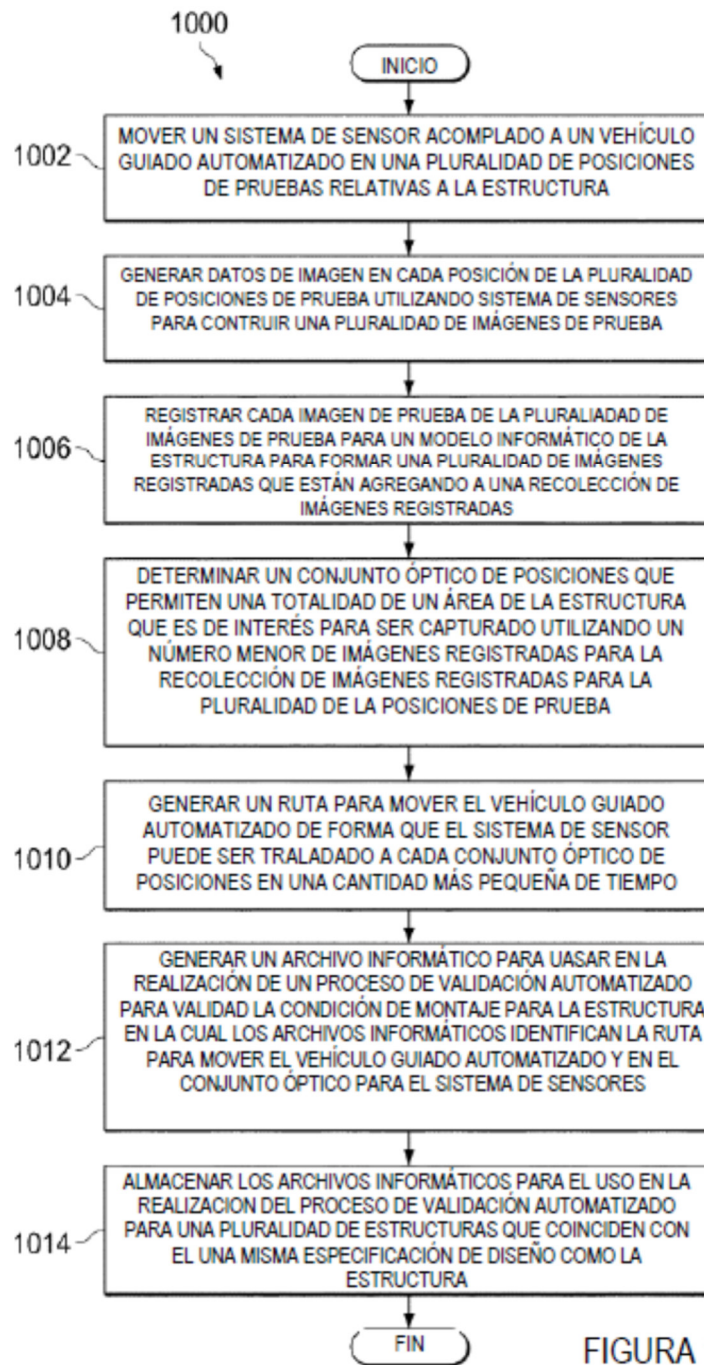 1000
INICIO
1002
MOVER UN SISTEMA DE SENSOR ACOMPLADO A UN VEHÍCULO
GUIADO AUTOMATIZADO EN UNA PLURALIDAD DE POSICIONES
DE PRUEBAS RELATIVAS A LA ESTRUCTURA
1004
GENERAR DATOS DE IMAGEN EN CADA POSICIÓN DE LA PLURALIDAD
DE POSICIONES DE PRUEBA UTILIZANDO SISTEMA DE SENSORES
PARA CONTRUIR UNA PLURALIDAD DE IMÁGENES DE PRUEBA
1006
REGISTRAR CADA IMAGEN DE PRUEBA DE LA PLURALIADAD DE
IMÁGENES DE PRUEBA PARA UN MODELO INFORMÁTICO DE LA
ESTRUCTURA PARA FORMAR UNA PLURALIDAD DE IMÁGENES
REGISTRADAS QUE ESTÁN AGREGANDO A UNA RECOLECCIÓN DE
IMÁGENES REGISTRADAS
1008
DETERMINAR UN CONJUNTO ÓPTICO DE POSICIONES QUE
PERMITEN UNA TOTALIDAD DE UN ÁREA DE LA ESTRUCTURA
QUE ES DE INTERÉS PARA SER CAPTURADO UTILIZANDO UN
NÚMERO MENOR DE IMÁGENES REGISTRADAS PARA LA
RECOLECCIÓN DE IMÁGENES REGISTRADAS PARA LA
PLURALIDAD DE LA POSICIONES DE PRUEBA
1010
GENERAR UN RUTA PARA MOVER EL VEHÍCULO GUIADO
AUTOMATIZADO DE FORMA QUE EL SISTEMA DE SENSOR
PUEDE SER TRALADADO A CADA CONJUNTO ÓPTICO DE
POSICIONES EN UNA CANTIDAD MÁS PEQUEÑA DE TIEMPO
1012
GENERAR UN ARCHIVO INFORMÁTICO PARA UASAR EN LA
REALIZACIÓN DE UN PROCESO DE VALIDACIÓN AUTOMATIZADO
PARA VALIDAD LA CONDICIÓN DE MONTAJE PARA LA ESTRUCTURA
EN LA CUAL LOS ARCHIVOS INFORMÁTICOS IDENTIFICAN LA RUTA
PARA MOVER EL VEHÍCULO GUIADO AUTOMATIZADO Y EN EL
CONJUNTO ÓPTICO PARA EL SISTEMA DE SENSORES
1014
ALMACENAR LOS ARCHIVOS INFORMÁTICOS PARA EL USO EN LA
REALIZACION DEL PROCESO DE VALIDACIÓN AUTOMATIZADO
PARA UNA PLURALIDAD DE ESTRUCTURAS QUE COINCIDEN CON
EL UNA MISMA ESPECIFICACIÓN DE DISEÑO COMO LA
ESTRUCTURA
FIN
FIGURA